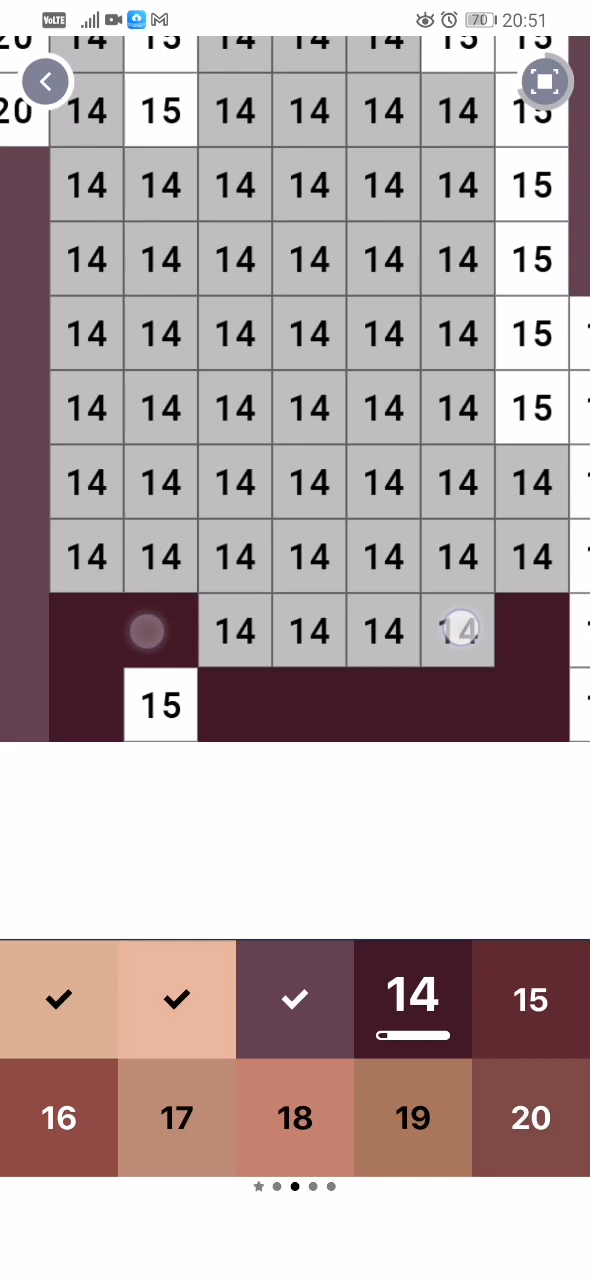 VoLTE 70 20:51
20 14 15 14 14 14 15 15
20 14 15 14 14 14 14 15
14 14 14 14 14 14 15
14 14 14 14 14 14 15
14 14 14 14 14 14 15
14 14 14 14 14 14 15
14 14 14 14 14 14 14
14 14 14 14 14 14 14
14 14 14 14
15
14 15
16 17 18 19 20